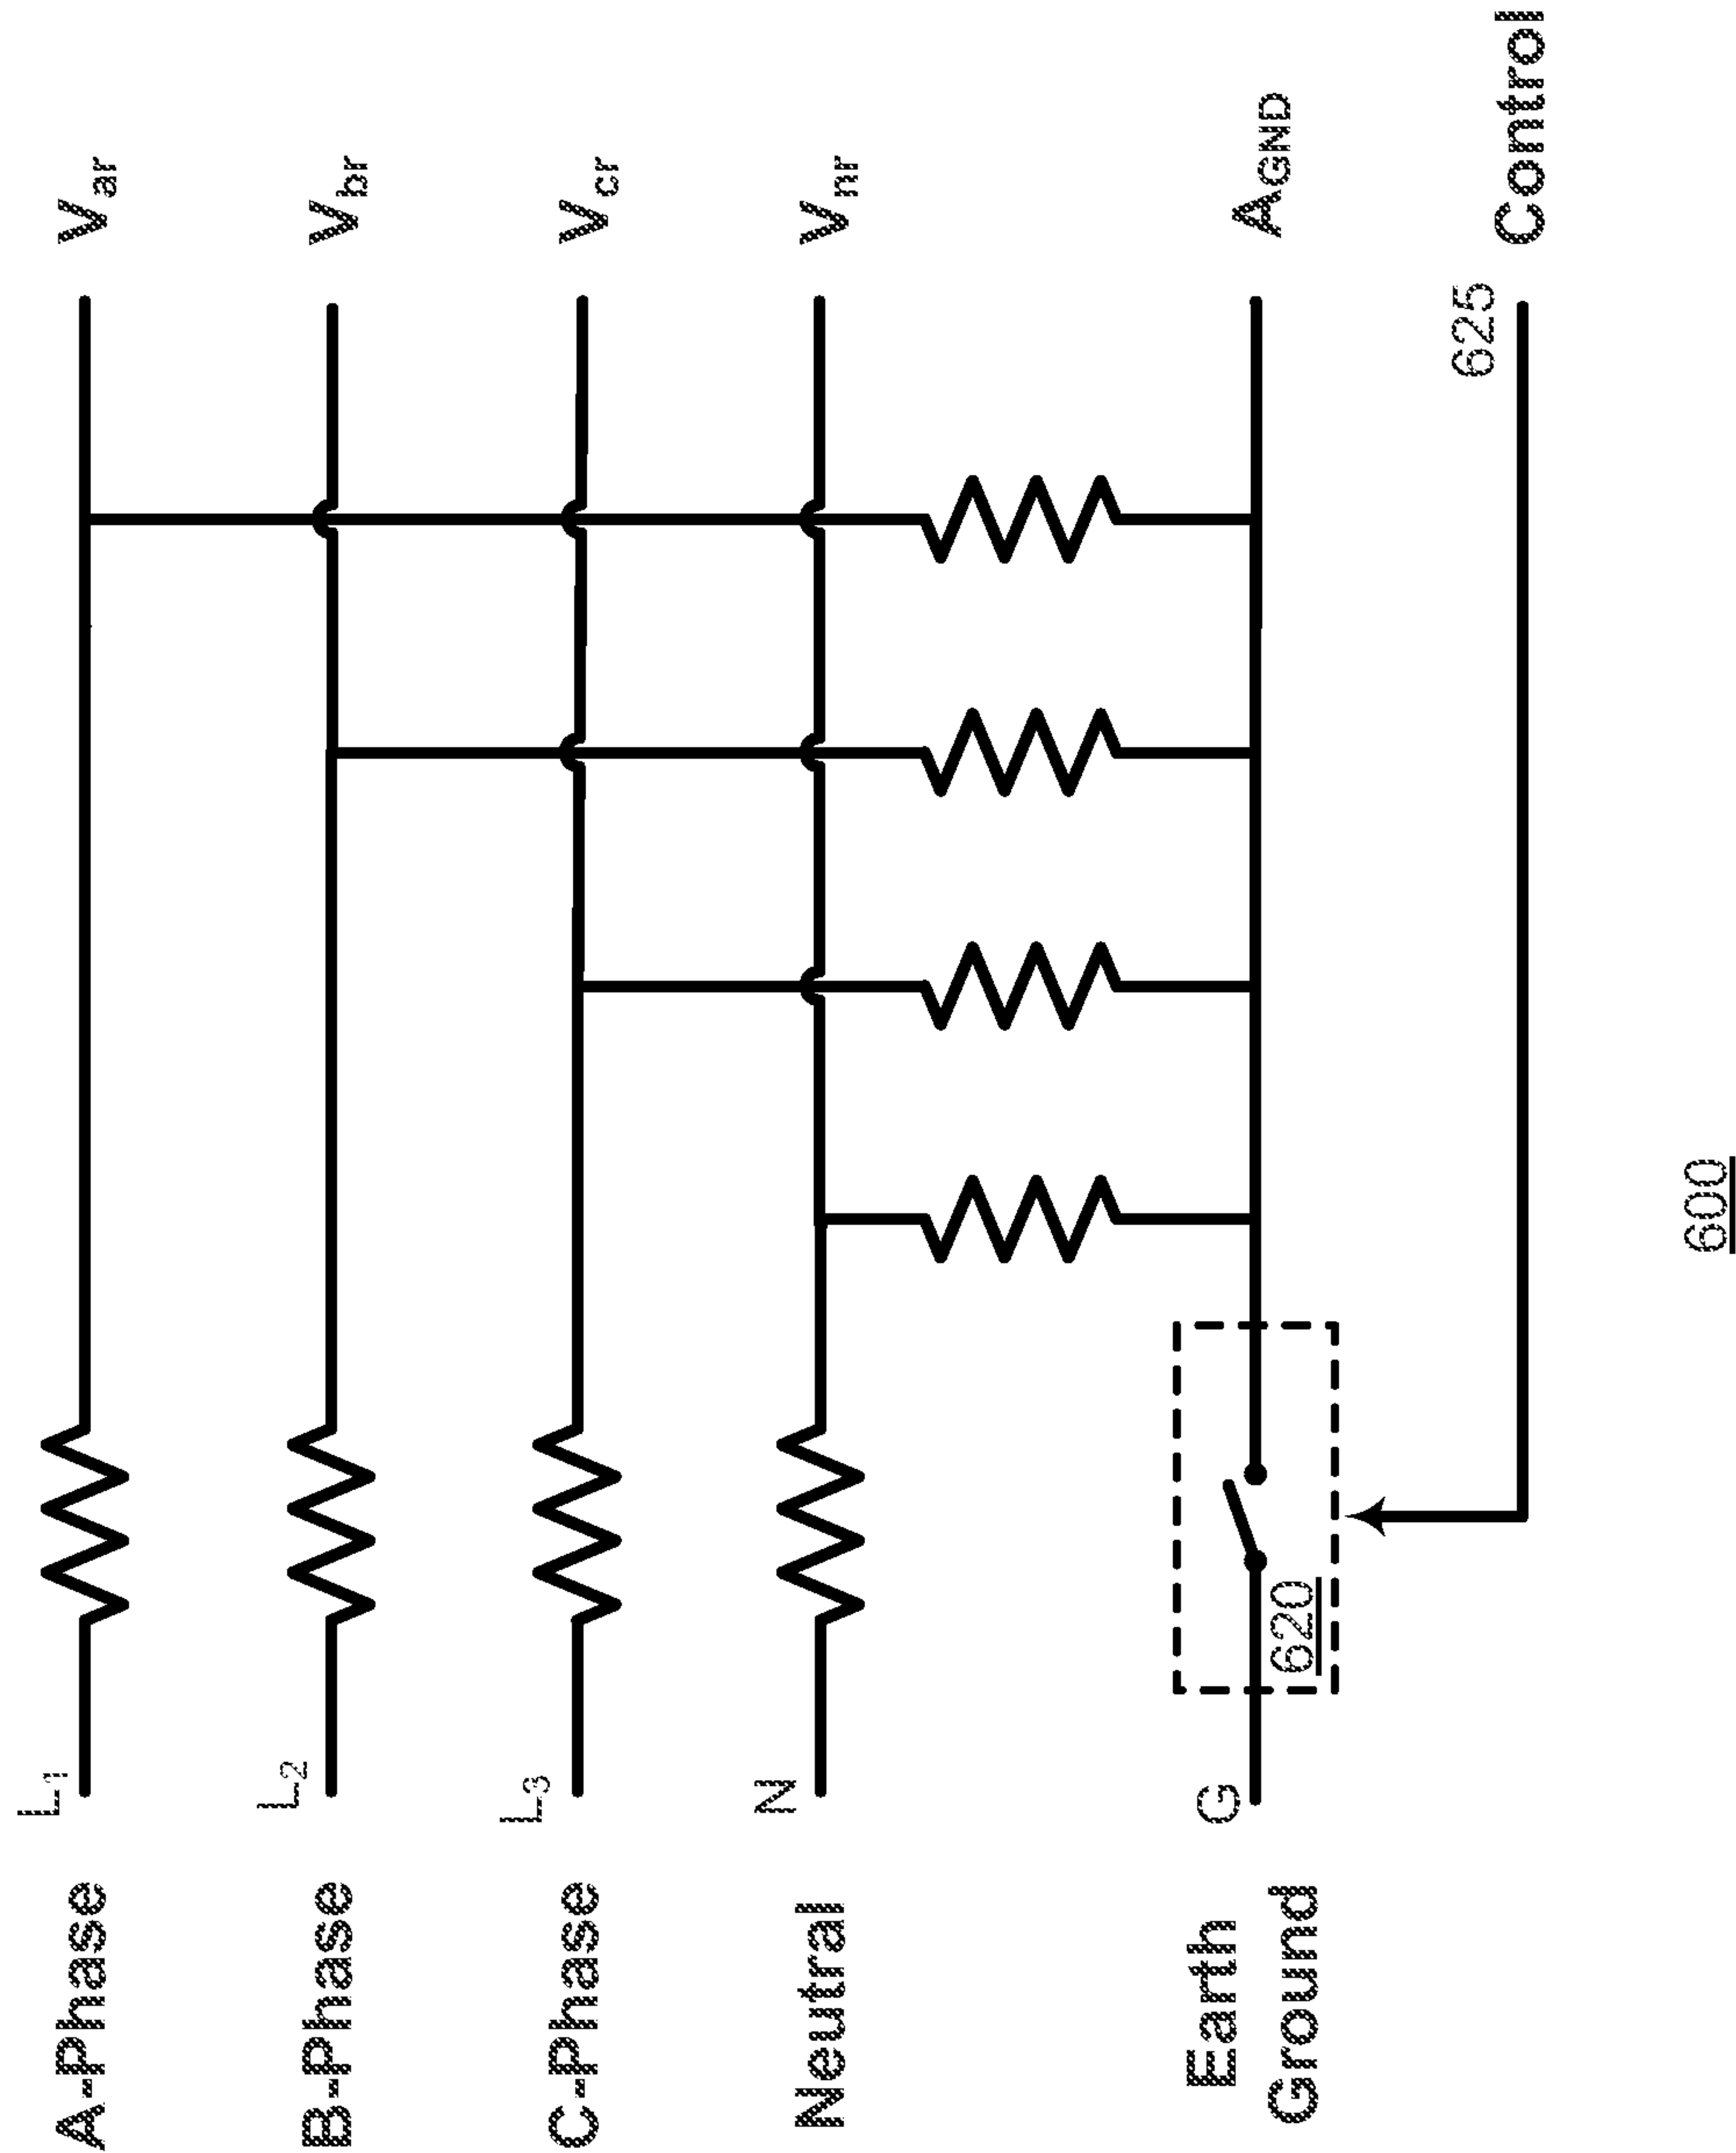 A-Phase L1 Var
B-Phase L2 Vbr
C-Phase L3 Vcr
Neutral N Vnr
Earth
Ground
G
620
AGND
625
Control
600